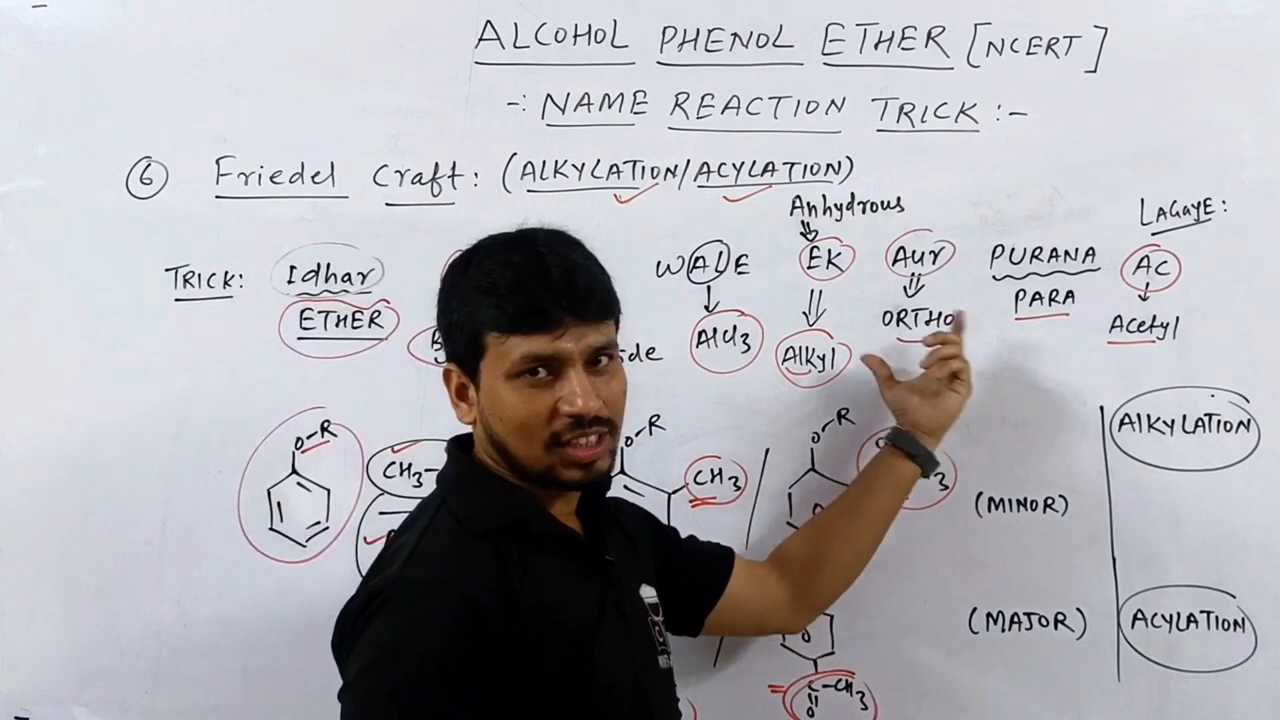 ALCOHOL PHENOL ETHER [NCERT]
-: NAME REACTION TRICK :-
⑥ Friedel Craft: (ALKYLATION/ACYLATION)
Anhydrous
LAGAYE:
TRICK: Idhar WALE EK Aur PURANA AC
ETHER AlCl3 Alkyl ORTHO PARA Acetyl
O-R CH3- O-R CH3 O-R (MINOR) ALKYLATION
(MAJOR) ACYLATION
C-CH3
O